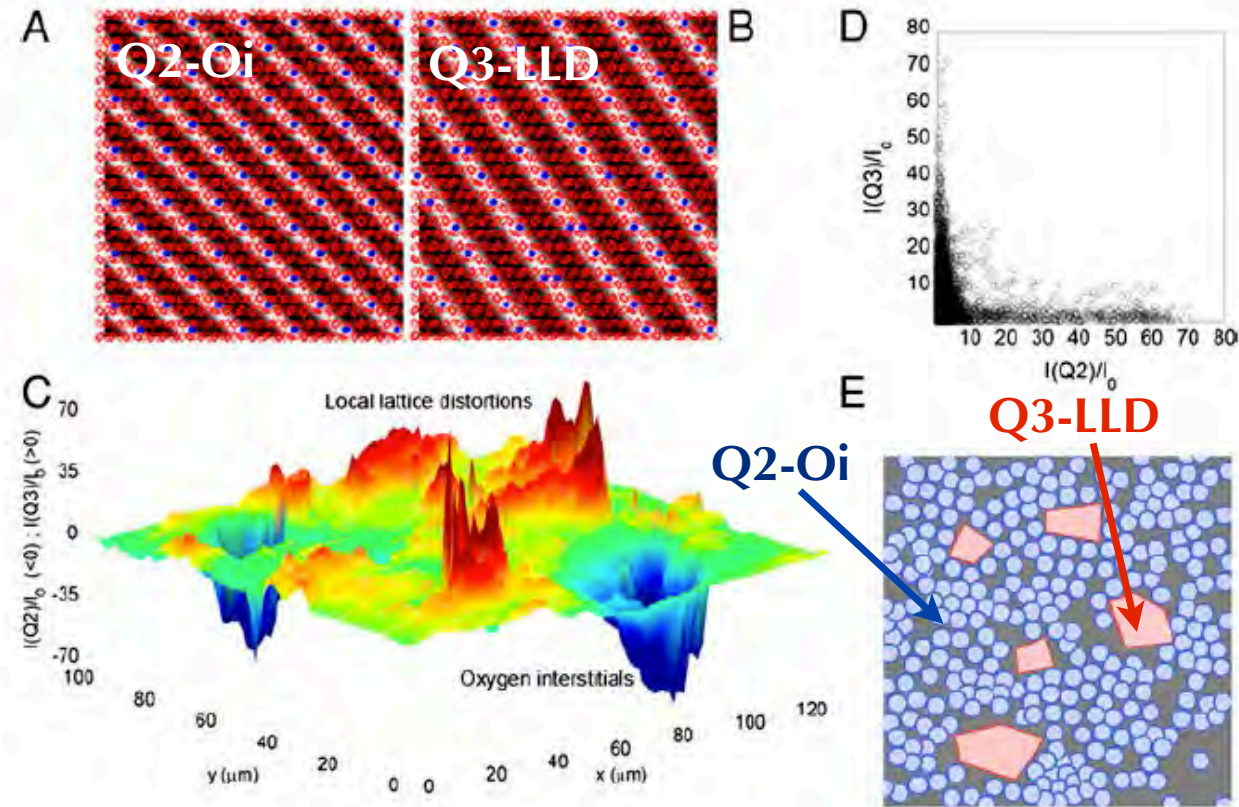 A
Q2-Oi
Q3-LLD
B
D
80
70
60
50
40
30
20
10
I(Q3)/I0
10 20 30 40 50 60 70 80
I(Q2)/I0
C
Local lattice distortions
70
35
0
-35
-70
I(Q2)/I0 (<0) ; I(Q3)/I0 (>0)
Oxygen interstitials
100
80
60
40
20
0
y (μm)
0
20
40
60
80
100
120
x (μm)
E
Q3-LLD
Q2-Oi